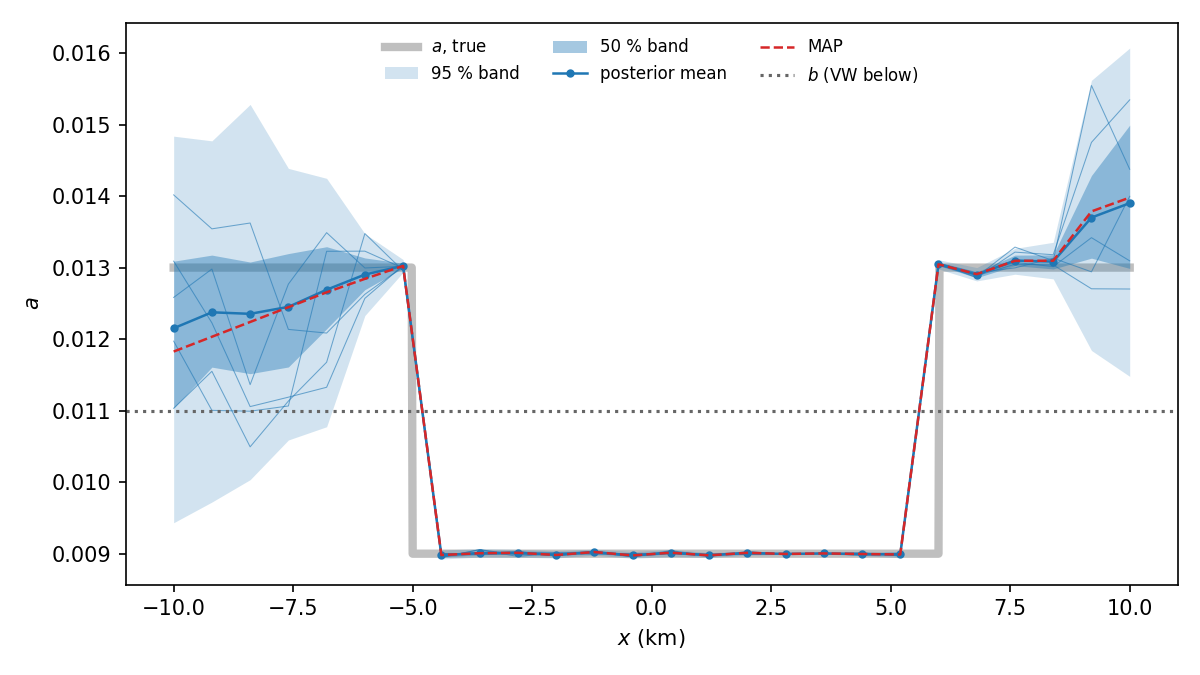 a, true
95 % band
50 % band
posterior mean
MAP
b (VW below)
0.016
0.015
0.014
0.013
0.012
0.011
0.010
0.009
a
−10.0 −7.5 −5.0 −2.5 0.0 2.5 5.0 7.5 10.0
x (km)